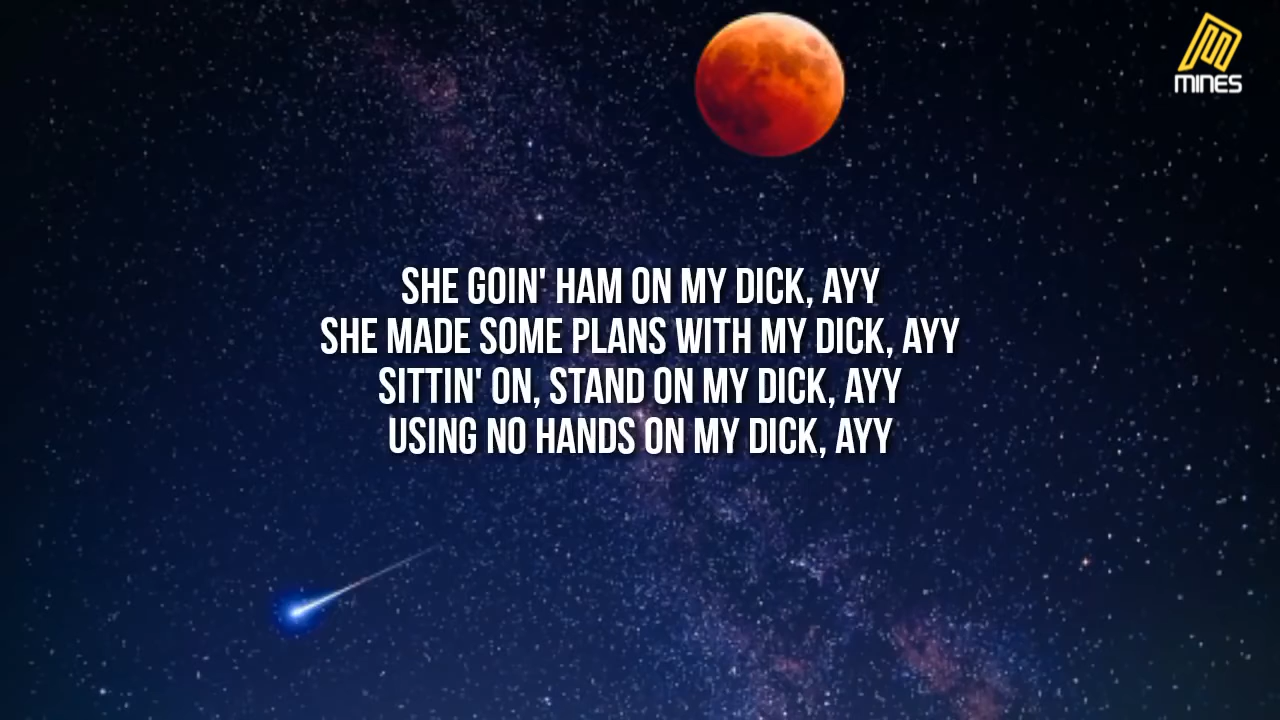 MINES
SHE GOIN' HAM ON MY DICK, AYY
SHE MADE SOME PLANS WITH MY DICK, AYY
SITTIN' ON, STAND ON MY DICK, AYY
USING NO HANDS ON MY DICK, AYY